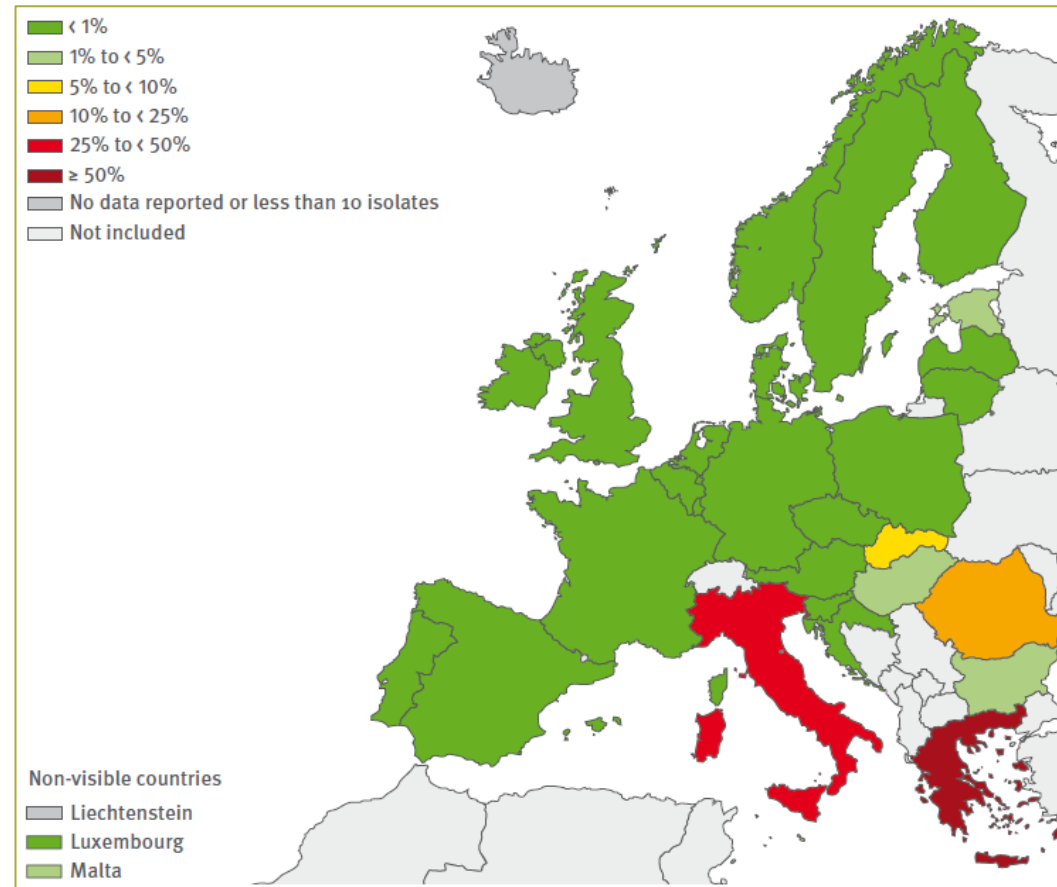 < 1%
1% to < 5%
5% to < 10%
10% to < 25%
25% to < 50%
≥ 50%
No data reported or less than 10 isolates
Not included
Non-visible countries
Liechtenstein
Luxembourg
Malta